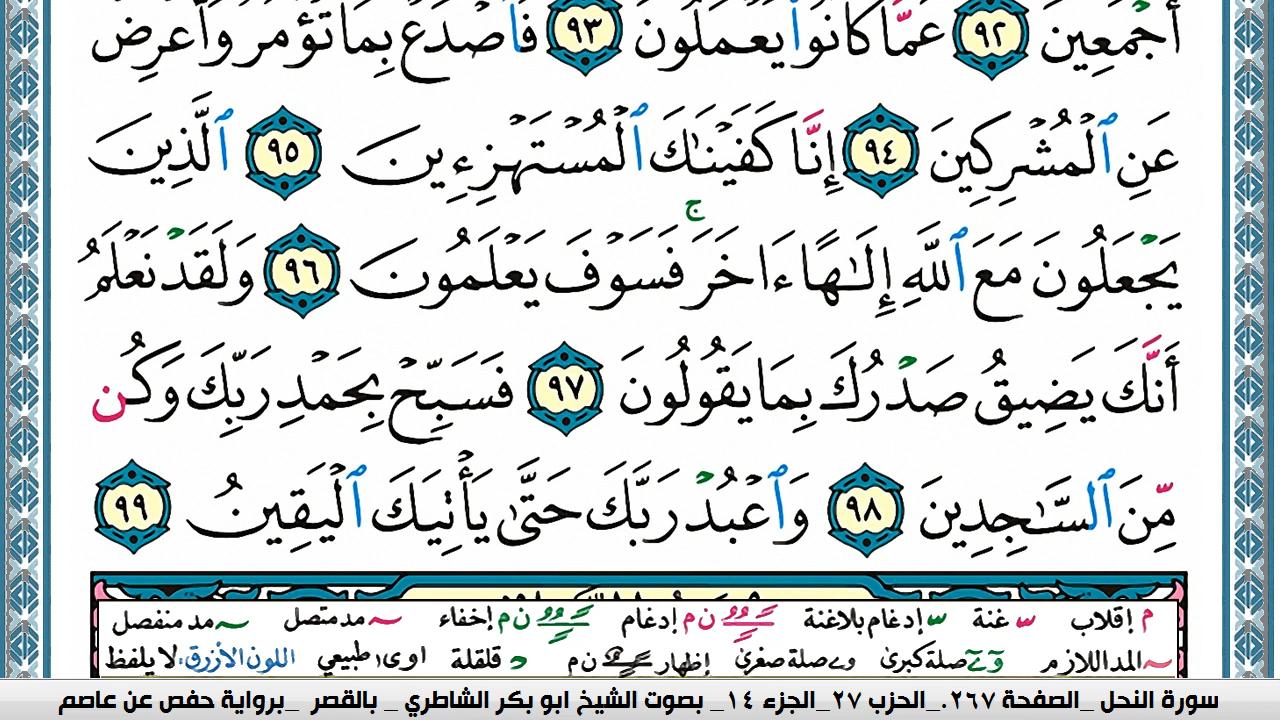 أَجْمَعِينَ ٩٢ عَمَّا كَانُوا۟ يَعْمَلُونَ ٩٣ فَٱصْدَعْ بِمَا تُؤْمَرُ وَأَعْرِضْ
عَنِ ٱلْمُشْرِكِينَ ٩٤ إِنَّا كَفَيْنَـٰكَ ٱلْمُسْتَهْزِءِينَ ٩٥ ٱلَّذِينَ
يَجْعَلُونَ مَعَ ٱللَّهِ إِلَـٰهًا ءَاخَرَ ۚ فَسَوْفَ يَعْلَمُونَ ٩٦ وَلَقَدْ نَعْلَمُ
أَنَّكَ يَضِيقُ صَدْرُكَ بِمَا يَقُولُونَ ٩٧ فَسَبِّحْ بِحَمْدِ رَبِّكَ وَكُن
مِّنَ ٱلسَّـٰجِدِينَ ٩٨ وَٱعْبُدْ رَبَّكَ حَتَّىٰ يَأْتِيَكَ ٱلْيَقِينُ ٩٩
م إقلاب غنة إدغام بلاغنة ن م إدغام ن م إخفاء مد متصل مد منفصل
المد اللازم صلة كبرى صلة صغرى إظهار ن م قلقلة اوى طبيعي اللون الأزرق: لا يلفظ
سورة النحل _الصفحة ٢٦٧._الحزب ٢٧_الجزء ١٤_ بصوت الشيخ ابو بكر الشاطري _ بالقصر _برواية حفص عن عاصم